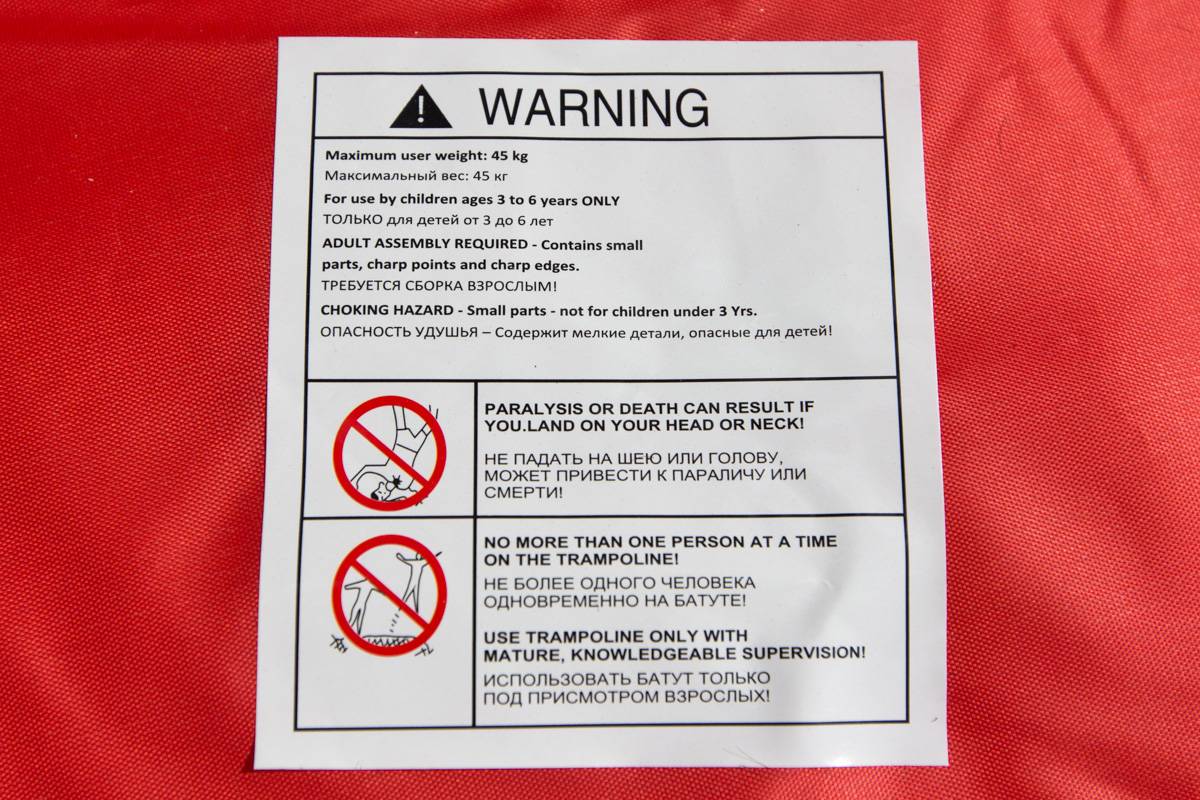 WARNING
Maximum user weight: 45 kg
Максимальный вес: 45 кг
For use by children ages 3 to 6 years ONLY
ТОЛЬКО для детей от 3 до 6 лет
ADULT ASSEMBLY REQUIRED - Contains small
parts, charp points and charp edges.
ТРЕБУЕТСЯ СБОРКА ВЗРОСЛЫМ!
CHOKING HAZARD - Small parts - not for children under 3 Yrs.
ОПАСНОСТЬ УДУШЬЯ – Содержит мелкие детали, опасные для детей!
PARALYSIS OR DEATH CAN RESULT IF
YOU.LAND ON YOUR HEAD OR NECK!
НЕ ПАДАТЬ НА ШЕЮ ИЛИ ГОЛОВУ,
МОЖЕТ ПРИВЕСТИ К ПАРАЛИЧУ ИЛИ
СМЕРТИ!
NO MORE THAN ONE PERSON AT A TIME
ON THE TRAMPOLINE!
НЕ БОЛЕЕ ОДНОГО ЧЕЛОВЕКА
ОДНОВРЕМЕННО НА БАТУТЕ!
USE TRAMPOLINE ONLY WITH
MATURE, KNOWLEDGEABLE SUPERVISION!
ИСПОЛЬЗОВАТЬ БАТУТ ТОЛЬКО
ПОД ПРИСМОТРОМ ВЗРОСЛЫХ!